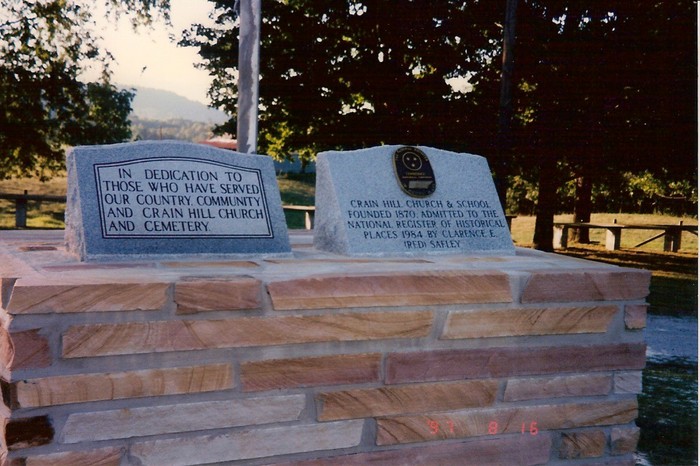 IN DEDICATION TO
THOSE WHO HAVE SERVED
OUR COUNTRY, COMMUNITY
AND CRAIN HILL CHURCH
AND CEMETERY
CRAIN HILL CHURCH & SCHOOL
FOUNDED 1870. ADMITTED TO THE
NATIONAL REGISTER OF HISTORICAL
PLACES 1984 BY CLARENCE E.
(RED) SAFLEY
'97 8 15